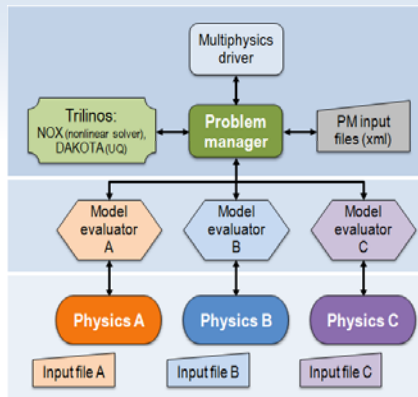 Multiphysics
driver
Trilinos:
NOX (nonlinear solver),
DAKOTA (UQ)
Problem
manager
PM input
files (xml)
Model
evaluator
A
Model
evaluator
B
Model
evaluator
C
Physics A
Physics B
Physics C
Input file A
Input file B
Input file C